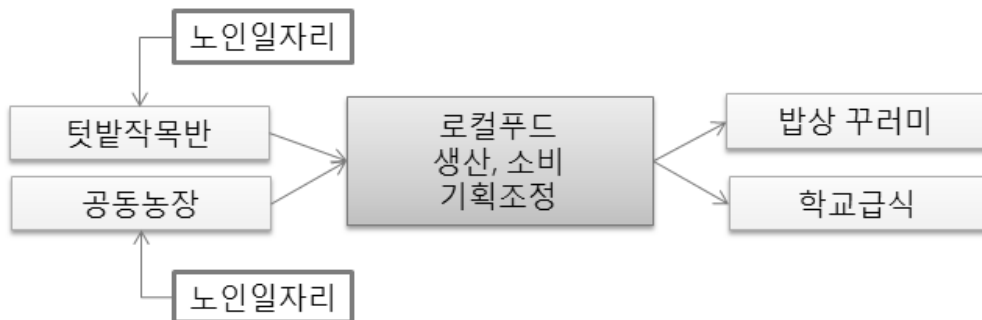 노인일자리
텃밭작목반
공동농장
노인일자리
로컬푸드
생산, 소비
기획조정
밥상 꾸러미
학교급식